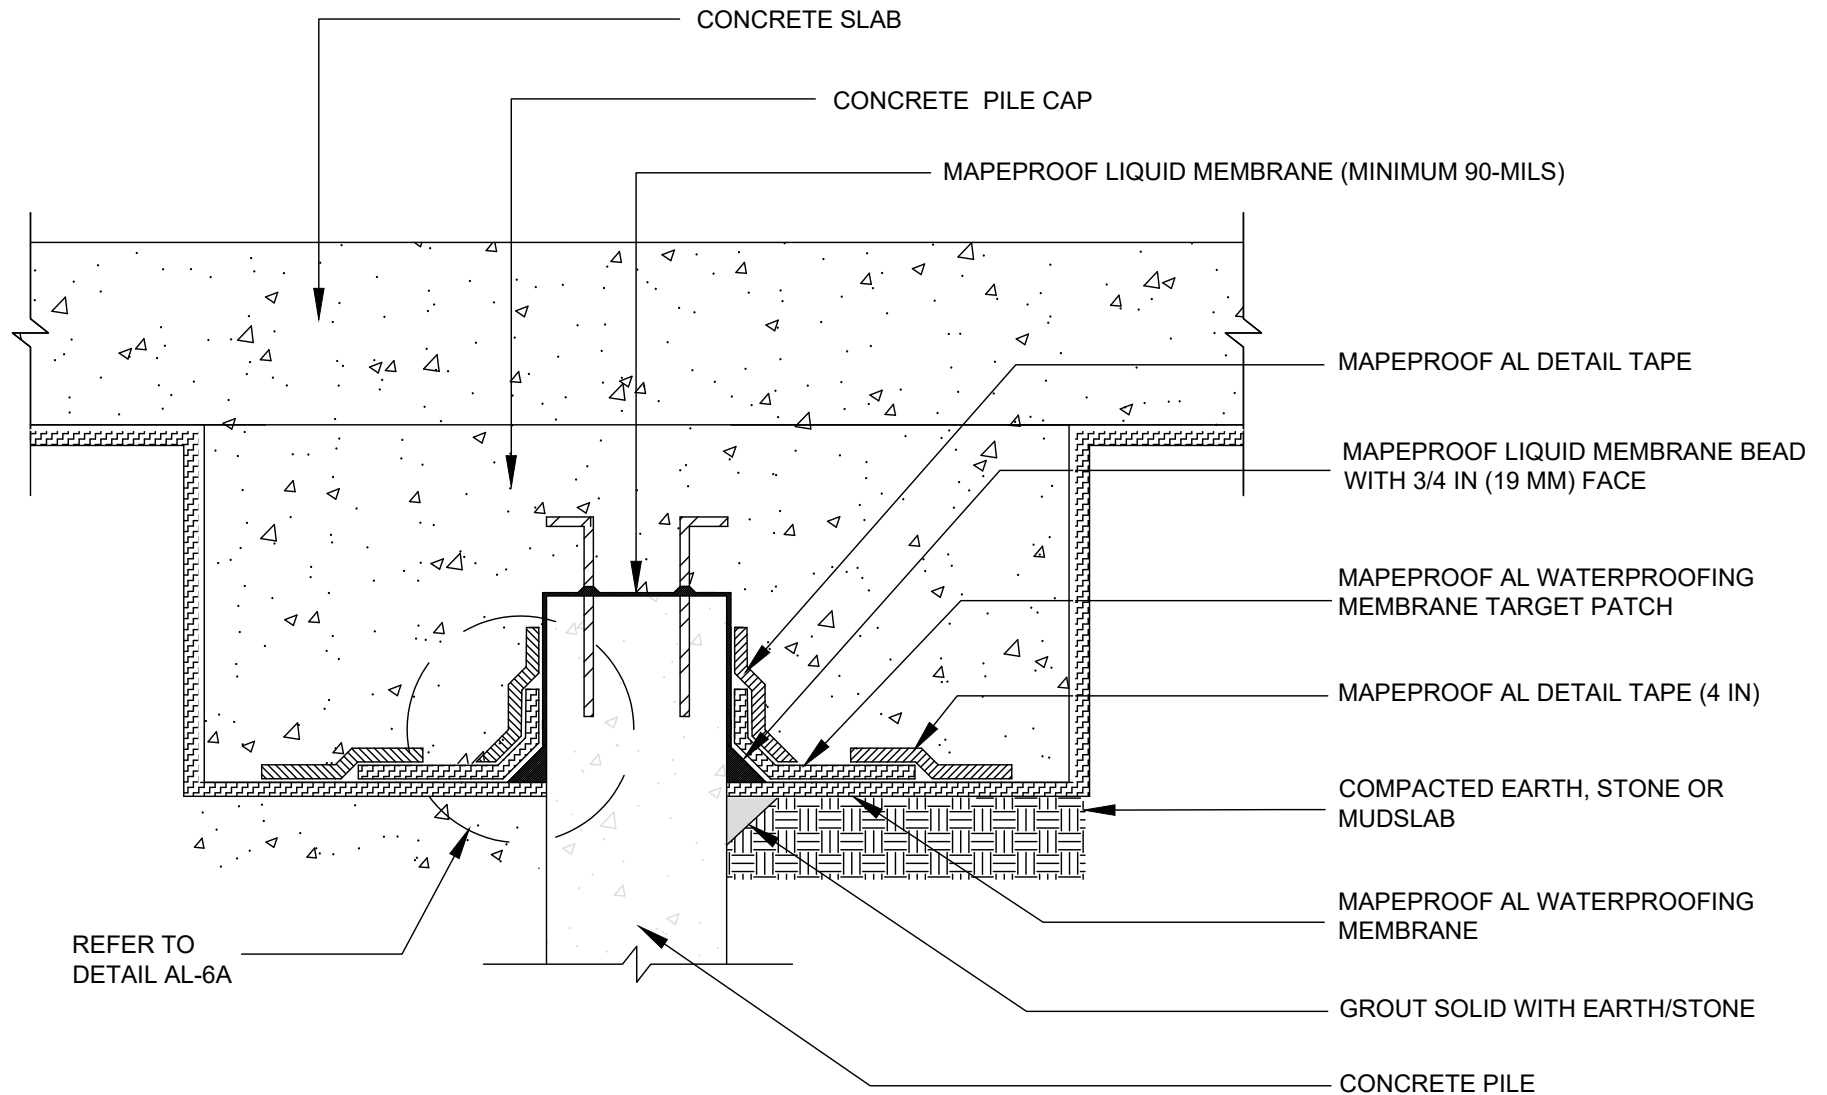 CONCRETE SLAB
CONCRETE  PILE CAP
MAPEPROOF LIQUID MEMBRANE (MINIMUM 90-MILS)
MAPEPROOF AL DETAIL TAPE
MAPEPROOF LIQUID MEMBRANE BEAD
WITH 3/4 IN (19 MM) FACE
MAPEPROOF AL WATERPROOFING
MEMBRANE TARGET PATCH
MAPEPROOF AL DETAIL TAPE (4 IN)
COMPACTED EARTH, STONE OR
MUDSLAB
MAPEPROOF AL WATERPROOFING
MEMBRANE
REFER TO
DETAIL AL-6A
GROUT SOLID WITH EARTH/STONE
CONCRETE PILE